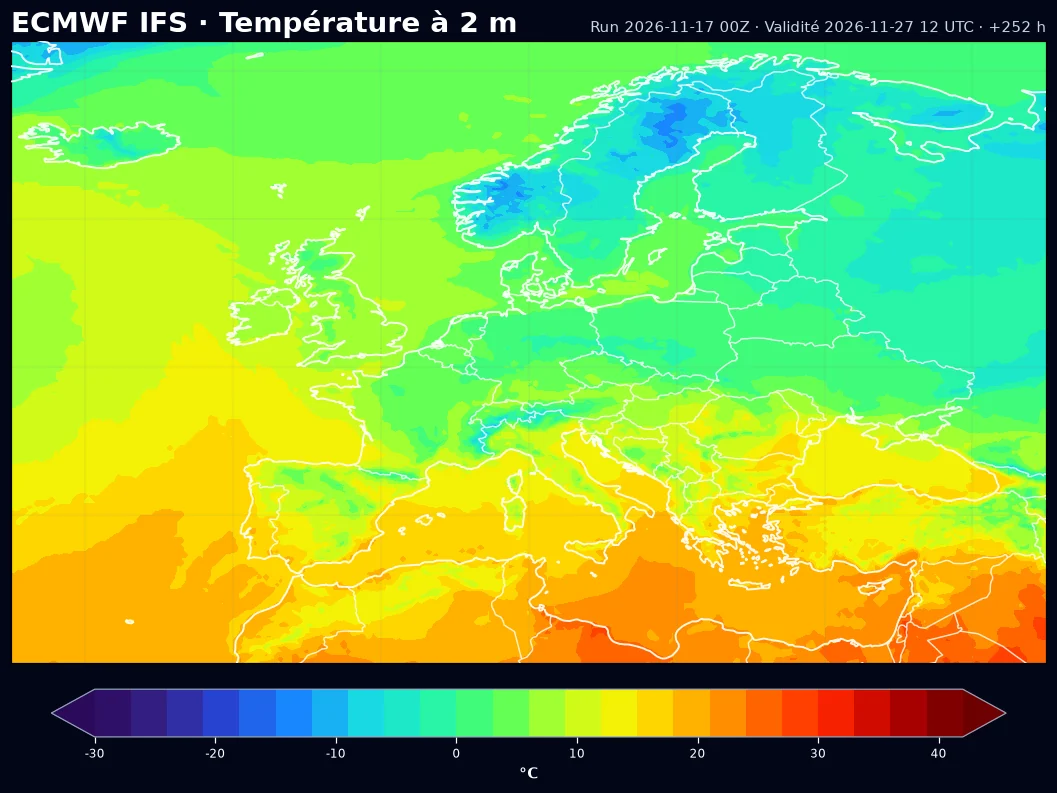 ECMWF IFS · Température à 2 m
Run 2026-11-17 00Z · Validité 2026-11-27 12 UTC · +252 h
-30 -20 -10 0 10 20 30 40
°C